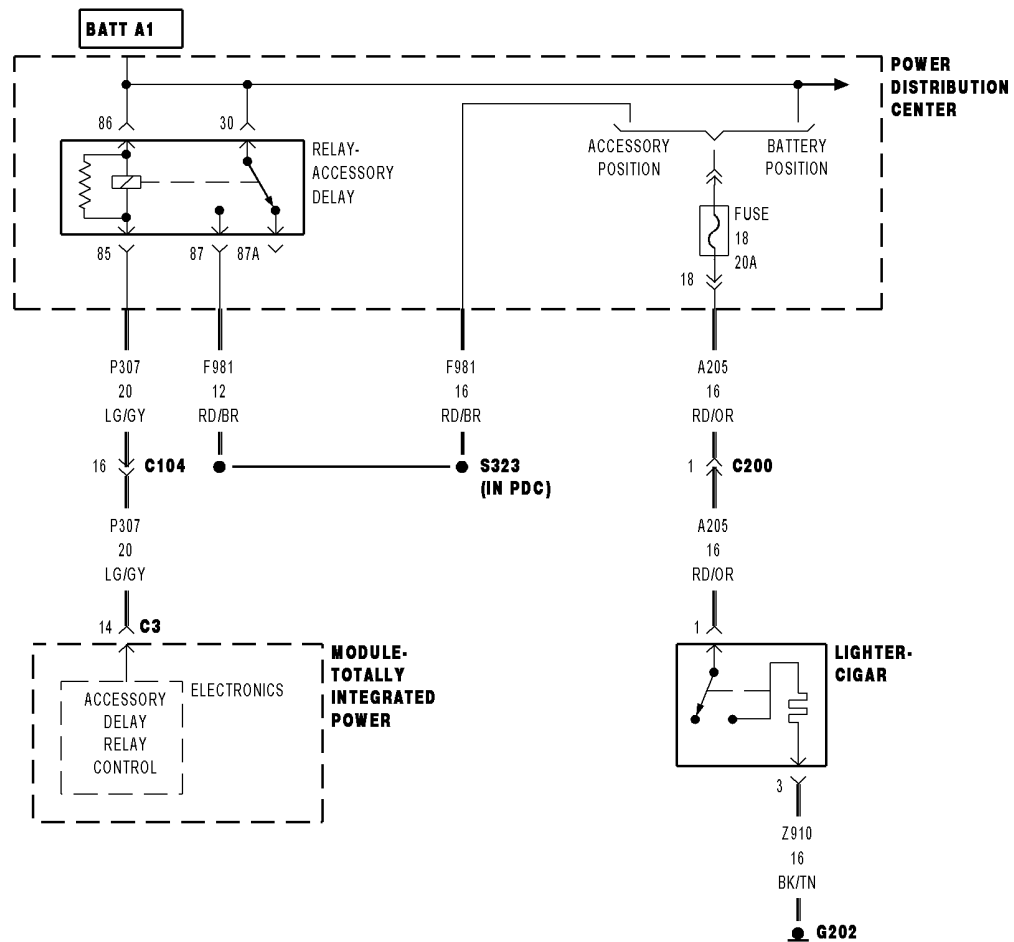 BATT A1
POWER
DISTRIBUTION
CENTER
86
30
RELAY-
ACCESSORY
DELAY
ACCESSORY
POSITION
BATTERY
POSITION
FUSE
18
20A
85
87
87A
18
P307
20
LG/GY
F981
12
RD/BR
F981
16
RD/BR
A205
16
RD/OR
16
C104
S323
(IN PDC)
1
C200
P307
20
LG/GY
A205
16
RD/OR
14
C3
1
MODULE-
TOTALLY
INTEGRATED
POWER
ELECTRONICS
ACCESSORY
DELAY
RELAY
CONTROL
LIGHTER-
CIGAR
3
Z910
16
BK/TN
G202